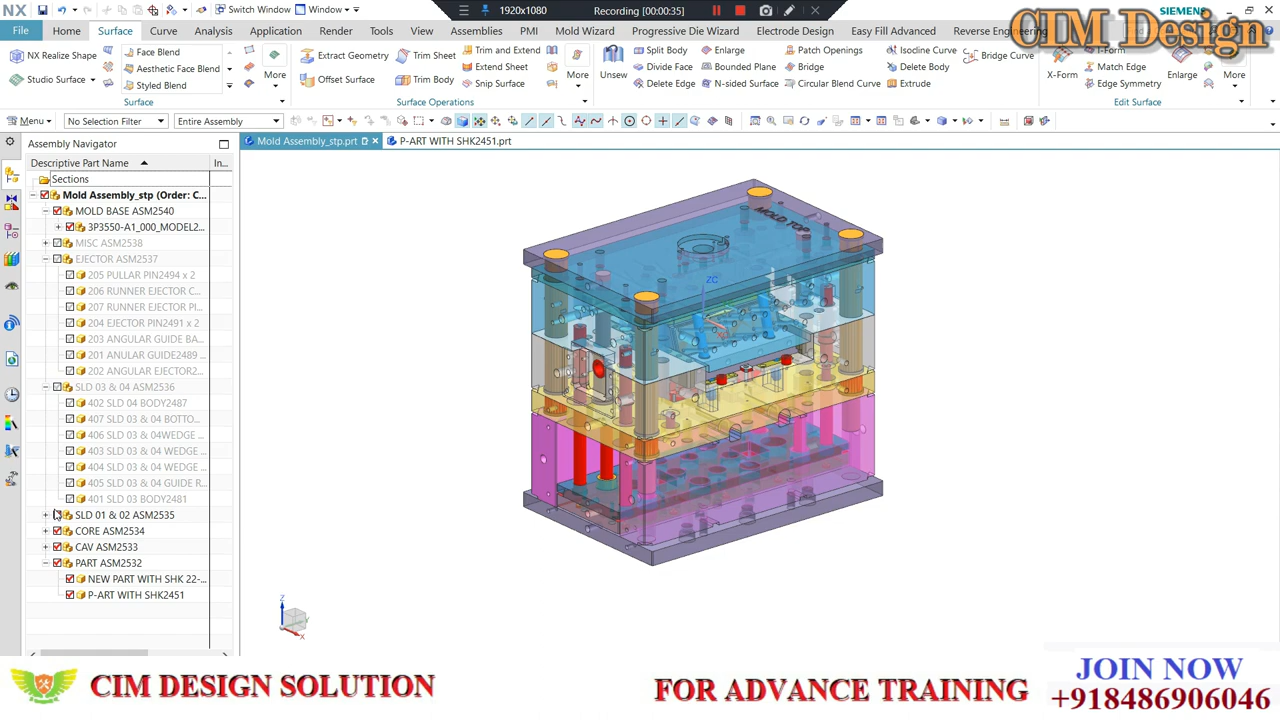 NX Switch Window Window 1920x1080 Recording [00:00:35] SIEMENS
CIM Design
File Home Surface Curve Analysis Application Render Tools View Assemblies PMI Mold Wizard Progressive Die Wizard Electrode Design Easy Fill Advanced Reverse Engineering
NX Realize Shape Face Blend Extract Geometry Trim Sheet Trim and Extend Split Body Enlarge Patch Openings Isocline Curve Bridge Curve I-Form
Aesthetic Face Blend More Extend Sheet More Unsew Divide Face Bounded Plane Bridge Delete Body X-Form Match Edge Enlarge More
Studio Surface Styled Blend Offset Surface Trim Body Snap Surface Delete Edge N-sided Surface Circular Blend Curve Extrude Edge Symmetry
Surface Surface Operations Edit Surface
Menu No Selection Filter Entire Assembly
Assembly Navigator Mold Assembly_stp.prt P-ART WITH SHK2451.prt
Descriptive Part Name In...
Sections
Mold Assembly_stp (Order: C...
MOLD BASE ASM2540
3P3550-A1_000_MODEL2...
MISC ASM2538
EJECTOR ASM2537
205 PULLAR PIN2494 x 2
206 RUNNER EJECTOR C...
207 RUNNER EJECTOR PI...
204 EJECTOR PIN2491 x 2
203 ANGULAR GUIDE BA...
201 ANULAR GUIDE2489 ...
202 ANGULAR EJECTOR2...
SLD 03 & 04 ASM2536
402 SLD 04 BODY2487
407 SLD 03 & 04 BOTTO...
406 SLD 03 & 04WEDGE ...
403 SLD 03 & 04 WEDGE ...
404 SLD 03 & 04 WEDGE ...
405 SLD 03 & 04 GUIDE R...
401 SLD 03 BODY2481
SLD 01 & 02 ASM2535
CORE ASM2534
CAV ASM2533
PART ASM2532
NEW PART WITH SHK 22-...
P-ART WITH SHK2451
MOLD TOP
ZC
Z
Y
X
CIM DESIGN SOLUTION
FOR ADVANCE TRAINING
JOIN NOW
+918486906046